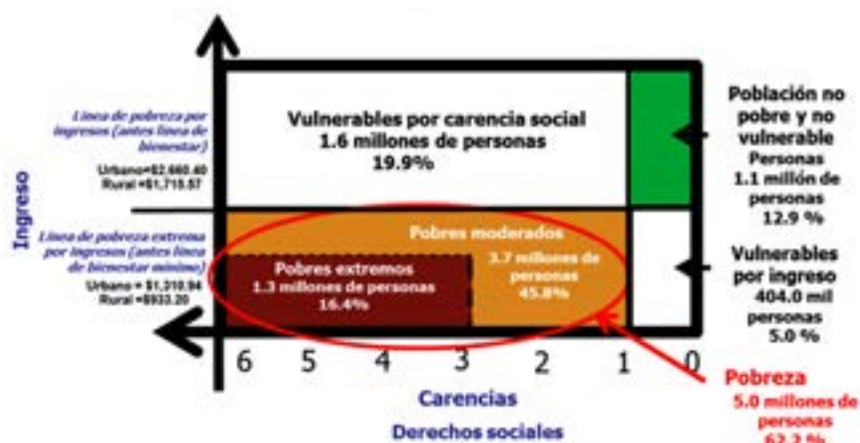 Ingreso
Línea de pobreza por
ingresos (antes línea de
bienestar)
Urbano=$2,660.40
Rural =$1,715.57
Línea de pobreza extrema
por ingresos (antes línea
de bienestar mínimo)
Urbano = $1,310.94
Rural =$933.20
Vulnerables por carencia social
1.6 millones de personas
19.9%
Pobres moderados
3.7 millones de
personas
45.8%
Pobres extremos
1.3 millones de personas
16.4%
Población no
pobre y no
vulnerable
Personas
1.1 millón de
personas
12.9 %
Vulnerables
por ingreso
404.0 mil
personas
5.0 %
6 5 4 3 2 1 0
Carencias
Derechos sociales
Pobreza
5.0 millones de
personas
62.2 %